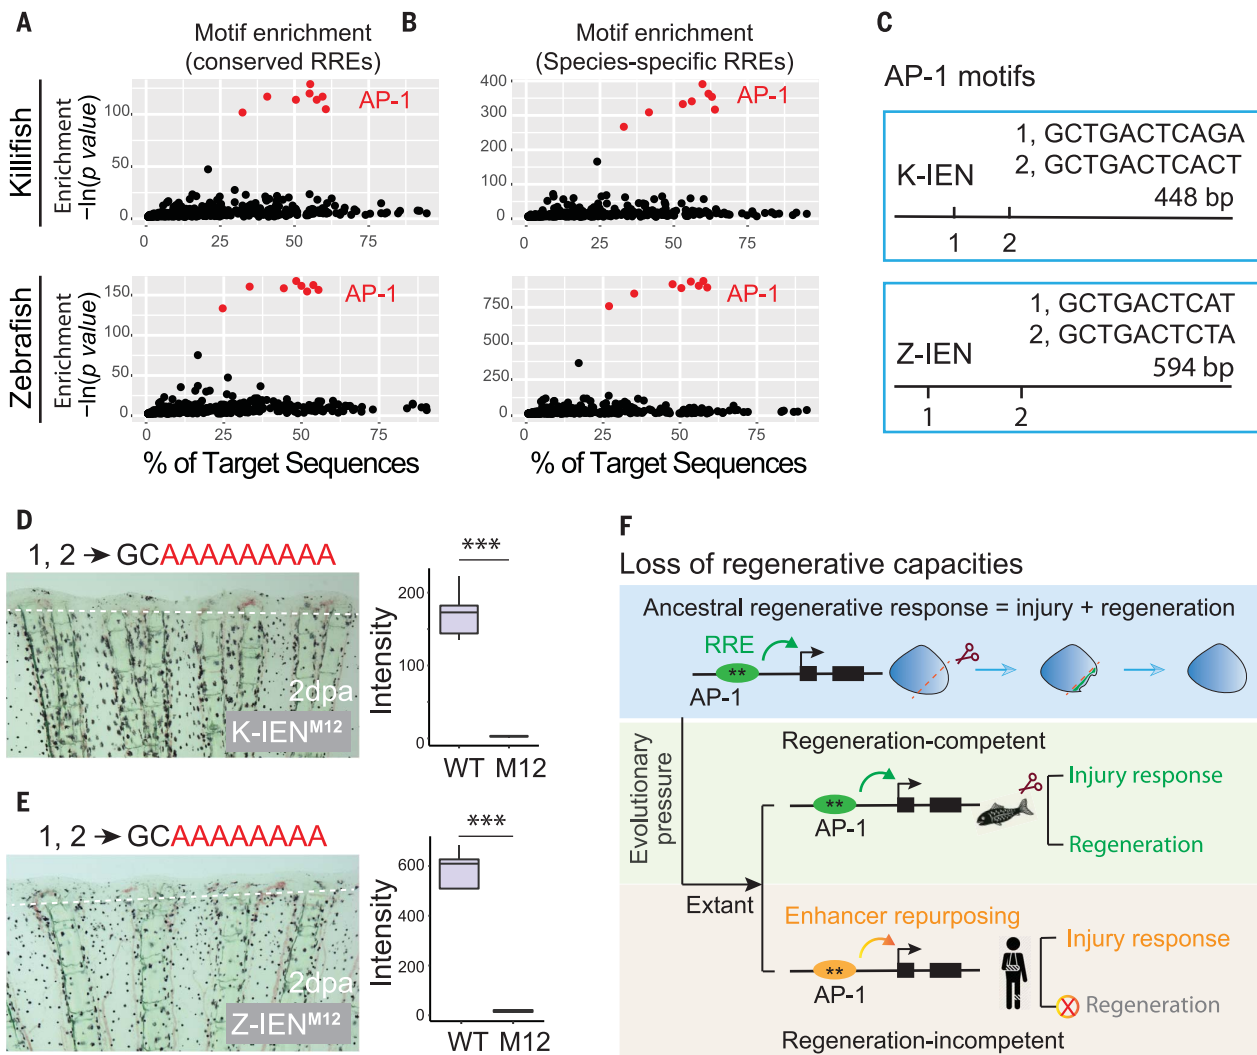 A
Motif enrichment
(conserved RREs)
Killifish
Enrichment
−ln(p value)
100
50
0
AP-1
0
25
50
75
Zebrafish
Enrichment
−ln(p value)
150
100
50
0
AP-1
0
25
50
75
% of Target Sequences
B
Motif enrichment
(Species-specific RREs)
400
300
200
100
0
AP-1
0
25
50
75
750
500
250
0
AP-1
0
25
50
75
% of Target Sequences
C
AP-1 motifs
K-IEN
1, GCTGACTCAGA
2, GCTGACTCACT
448 bp
1
2
Z-IEN
1, GCTGACTCAT
2, GCTGACTCTA
594 bp
1
2
D
1, 2 → GCAAAAAAAAA
2dpa
K-IENM12
Intensity
200
100
0
***
WT
M12
E
1, 2 → GCAAAAAAAA
2dpa
Z-IENM12
Intensity
600
400
200
0
***
WT
M12
F
Loss of regenerative capacities
Ancestral regenerative response = injury + regeneration
RRE
**
AP-1
Evolutionary
pressure
Extant
Regeneration-competent
**
AP-1
Injury response
Regeneration
Enhancer repurposing
**
AP-1
Injury response
Regeneration
Regeneration-incompetent